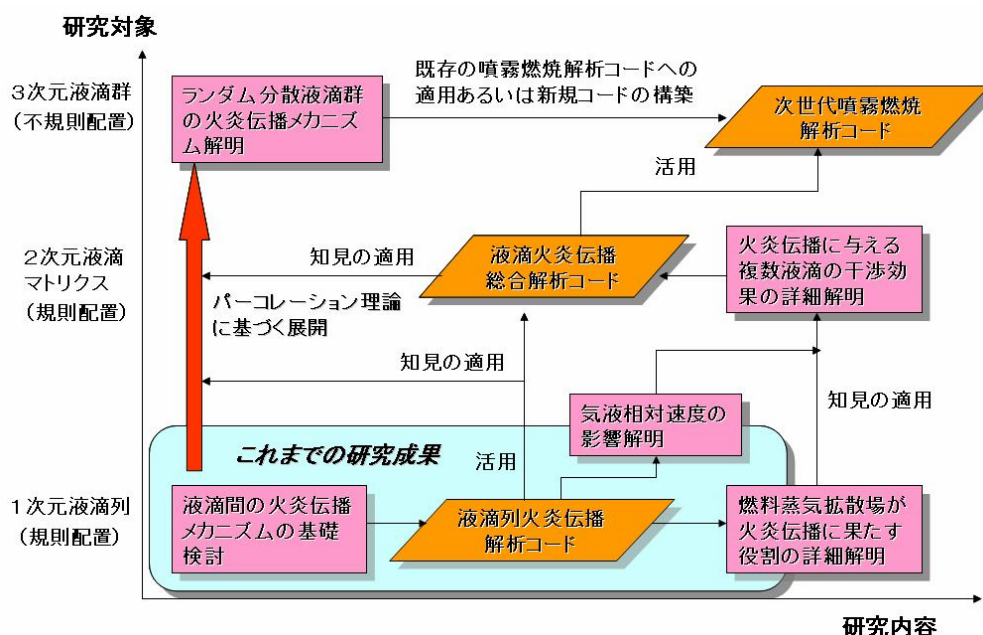 研究対象
3次元液滴群
(不規則配置)
ランダム分散液滴群
の火炎伝播メカニズ
ム解明
既存の噴霧燃焼解析コードへの
適用あるいは新規コードの構築
次世代噴霧燃焼
解析コード
活用
2次元液滴
マトリクス
(規則配置)
知見の適用
液滴火炎伝播
総合解析コード
火炎伝播に与える
複数液滴の干渉効
果の詳細解明
パーコレーション理論
に基づく展開
知見の適用
知見の適用
気液相対速度の
影響解明
これまでの研究成果
活用
1次元液滴列
(規則配置)
液滴間の火炎伝播
メカニズムの基礎
検討
液滴列火炎伝播
解析コード
燃料蒸気拡散場が
火炎伝播に果たす
役割の詳細解明
研究内容